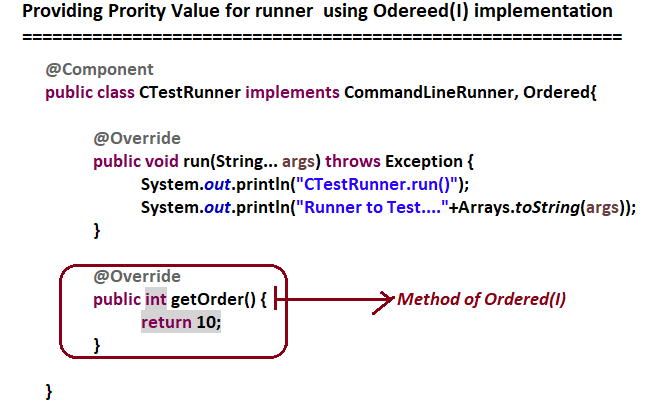 Providing Prority Value for runner using Odereed(I) implementation
============================================================
@Component
public class CTestRunner implements CommandLineRunner, Ordered{
@Override
public void run(String... args) throws Exception {
System.out.println("CTestRunner.run()");
System.out.println("Runner to Test...."+Arrays.toString(args));
}
@Override
public int getOrder() { Method of Ordered(I)
return 10;
}
}